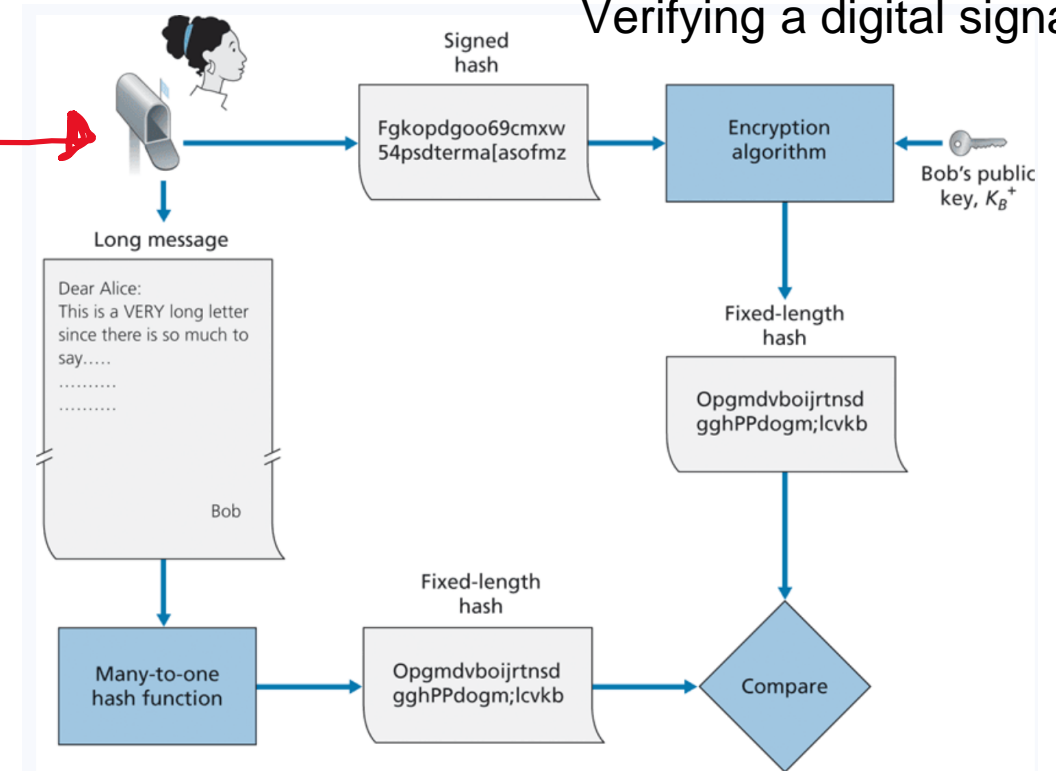 Verifying a digital signa
Signed
hash
Fgkopdgoo69cmxw
54psdterma[asofmz
Encryption
algorithm
Bob's public
key, K_B^+
Long message
Dear Alice:
This is a VERY long letter
since there is so much to
say.....
..........
..........
Bob
Fixed-length
hash
Opgmdvboijrtnsd
gghPPdogm;lcvkb
Many-to-one
hash function
Fixed-length
hash
Opgmdvboijrtnsd
gghPPdogm;lcvkb
Compare